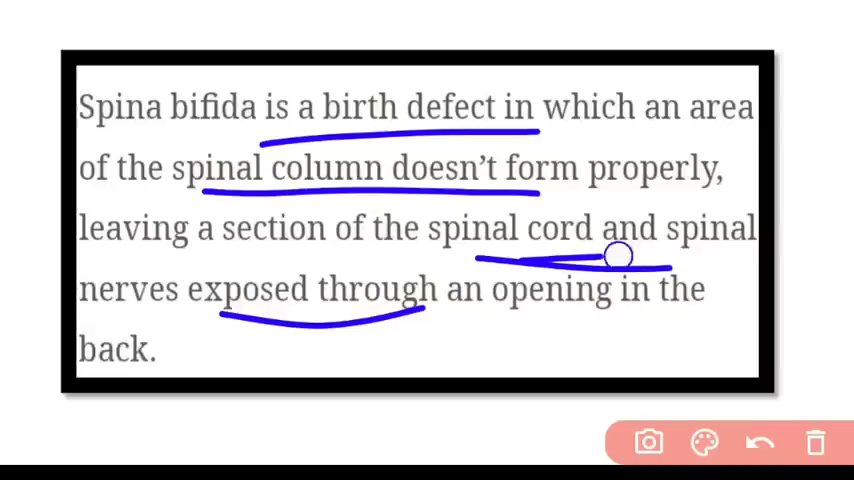 Spina bifida is a birth defect in which an area
of the spinal column doesn’t form properly,
leaving a section of the spinal cord and spinal
nerves exposed through an opening in the
back.